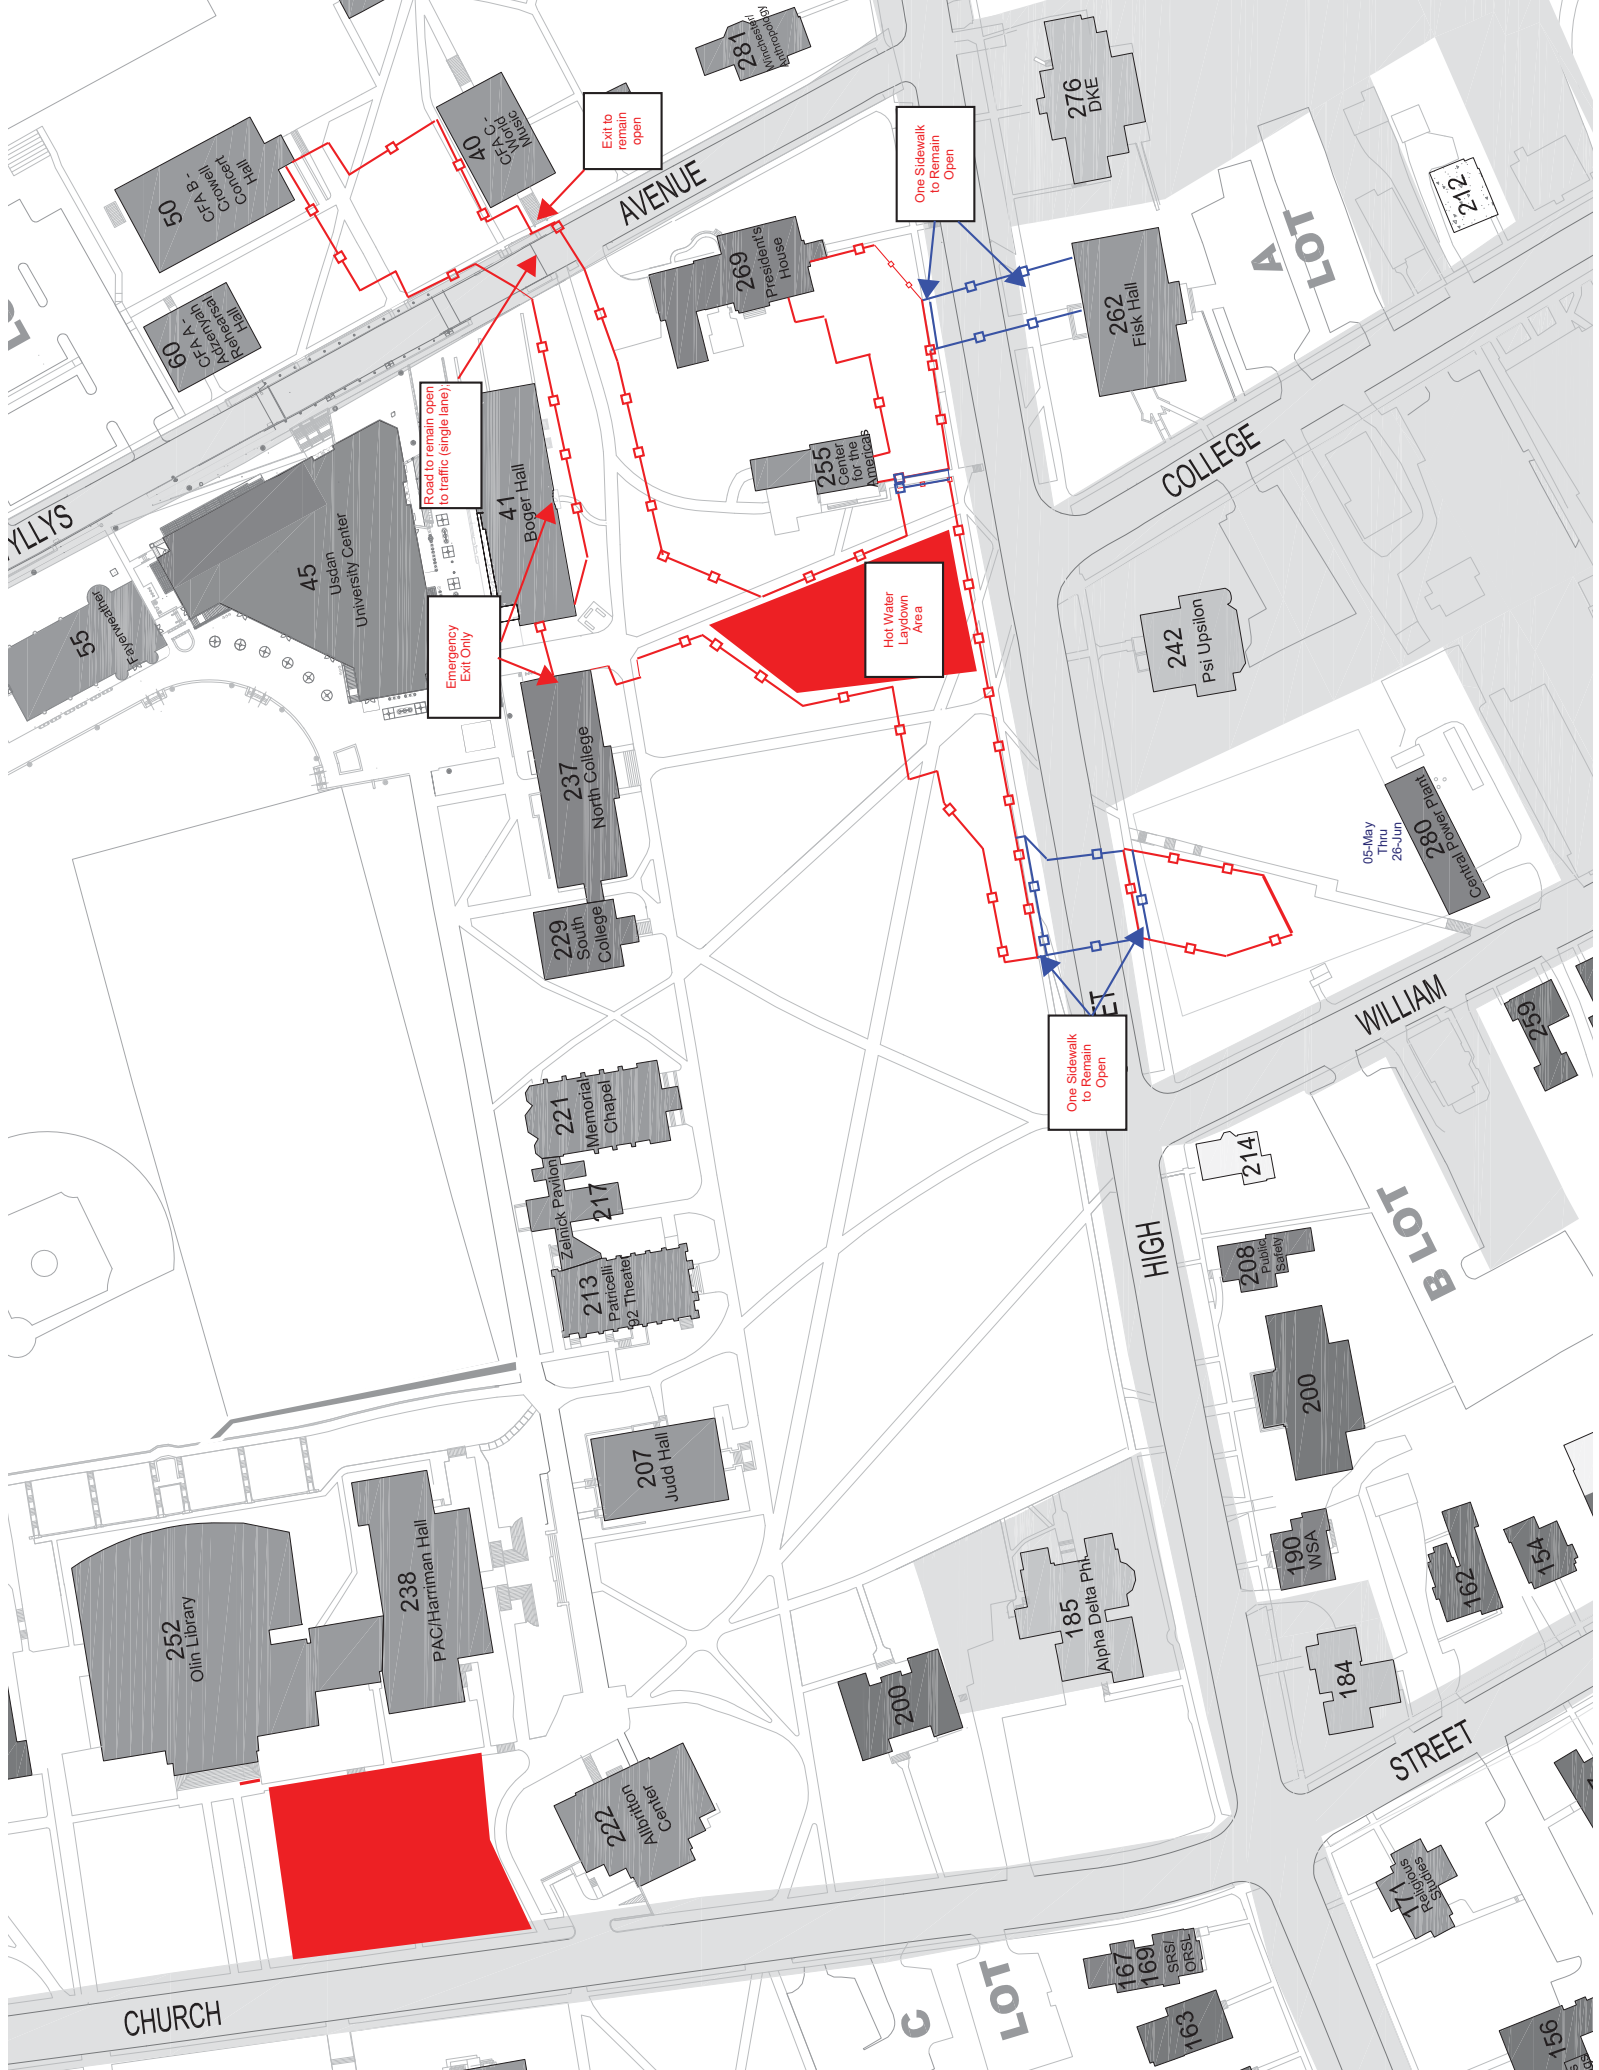 281
Winchester/
Anthropology
50
CFA B -
Crowell
Concert
Hall
40
CFA C -
World
Music
Exit to
remain
open
276
DKE
60
CFA A -
Adzenyah
Rehearsal
Hall
AVENUE
One Sidewalk
to Remain
Open
212
A
LOT
269
President's
House
262
Fisk Hall
Road to remain open
to traffic (single lane);
YLLYS
45
Usdan
University Center
41
Boger Hall
255
Center
for the
Americas
COLLEGE
55
Fayerweather
Emergency
Exit Only
Hot Water
Laydown
Area
242
Psi Upsilon
237
North College
05-May
Thru
26-Jun
280
Central Power Plant
229
South
College
ET
WILLIAM
259
One Sidewalk
to Remain
Open
221
Memorial
Chapel
Zelnick Pavilon
217
214
HIGH
208
Public
Safety
B LOT
213
Patricelli
92 Theater
200
207
Judd Hall
252
Olin Library
238
PAC/Harriman Hall
190
WSA
162
154
185
Alpha Delta Phi
200
184
STREET
222
Allbritton
Center
171
Religious
Studies
CHURCH
C
LOT
167
169
SRS/
ORSL
163
156